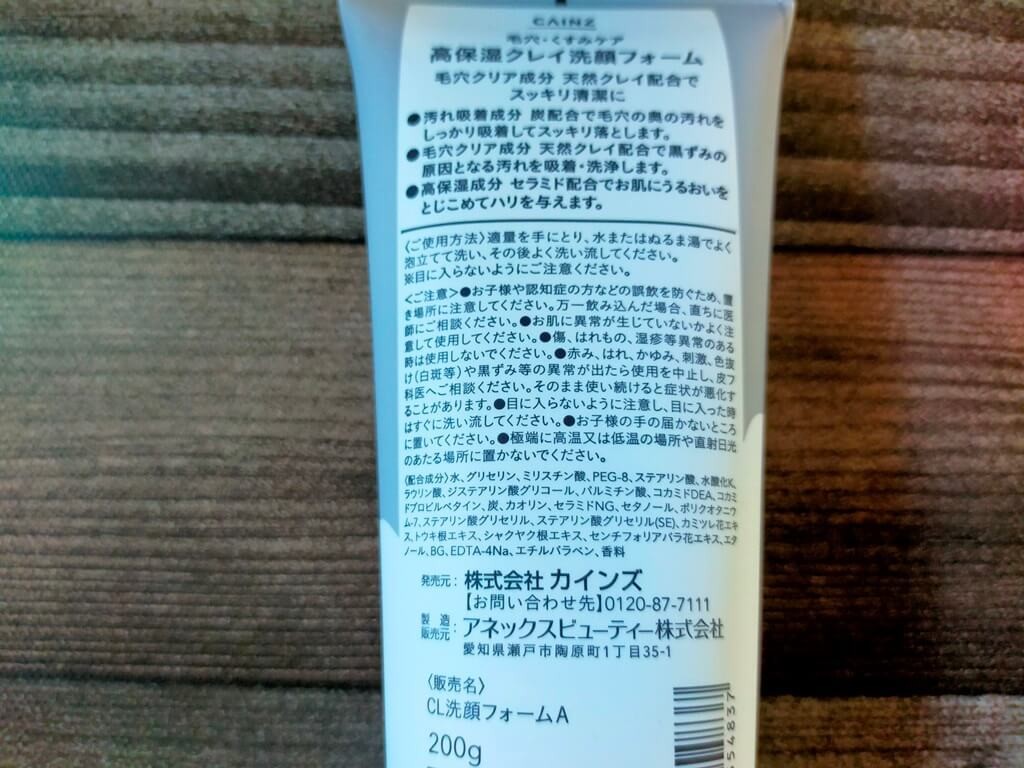 CAINZ
毛穴・くすみケア
高保湿クレイ洗顔フォーム
毛穴クリア成分 天然クレイ配合で
スッキリ清潔に
●汚れ吸着成分 炭配合で毛穴の奥の汚れを
しっかり吸着してスッキリ落とします。
●毛穴クリア成分 天然クレイ配合で黒ずみの
原因となる汚れを吸着・洗浄します。
●高保湿成分 セラミド配合でお肌にうるおいを
とじこめてハリを与えます。
〈ご使用方法〉適量を手にとり、水またはぬるま湯でよく
泡立てて洗い、その後よく洗い流してください。
※目に入らないようにご注意ください。
<ご注意>●お子様や認知症の方などの誤飲を防ぐため、置
き場所に注意してください。万一飲み込んだ場合、直ちに医
師にご相談ください。●お肌に異常が生じていないかよく注
意して使用してください。●傷、はれもの、湿疹等異常のある
時は使用しないでください。●赤み、はれ、かゆみ、刺激、色抜
け(白斑等)や黒ずみ等の異常が出たら使用を中止し、皮フ
科医へご相談ください。そのまま使い続けると症状が悪化す
ることがあります。●目に入らないように注意し、目に入った時
はすぐに洗い流してください。●お子様の手の届かないところ
に置いてください。●極端に高温又は低温の場所や直射日光
のあたる場所に置かないでください。
〈配合成分〉水、グリセリン、ミリスチン酸、PEG-8、ステアリン酸、水酸化K、
ラウリン酸、ジステアリン酸グリコール、パルミチン酸、コカミドDEA、コカミ
ドプロピルベタイン、炭、カオリン、セラミドNG、セタノール、ポリクオタニウ
ム-7、ステアリン酸グリセリル、ステアリン酸グリセリル(SE)、カミツレ花エキ
ス、トウキ根エキス、シャクヤク根エキス、センチフォリアバラ花エキス、エタ
ノール、BG、EDTA-4Na、エチルパラベン、香料
発売元：株式会社 カインズ
【お問い合わせ先】0120-87-7111
製造販売元：アネックスビューティー株式会社
愛知県瀬戸市陶原町1丁目35-1
〈販売名〉
CL洗顔フォームA
200g